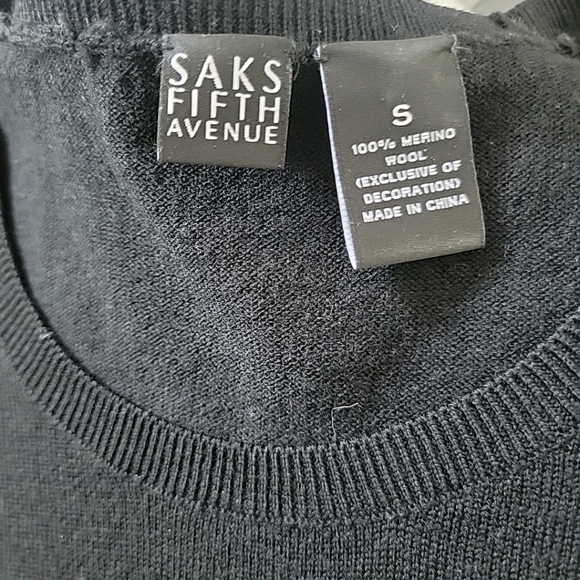 SAKS
FIFTH
AVENUE
S
100% MERINO
WOOL
(EXCLUSIVE OF
DECORATION)
MADE IN CHINA